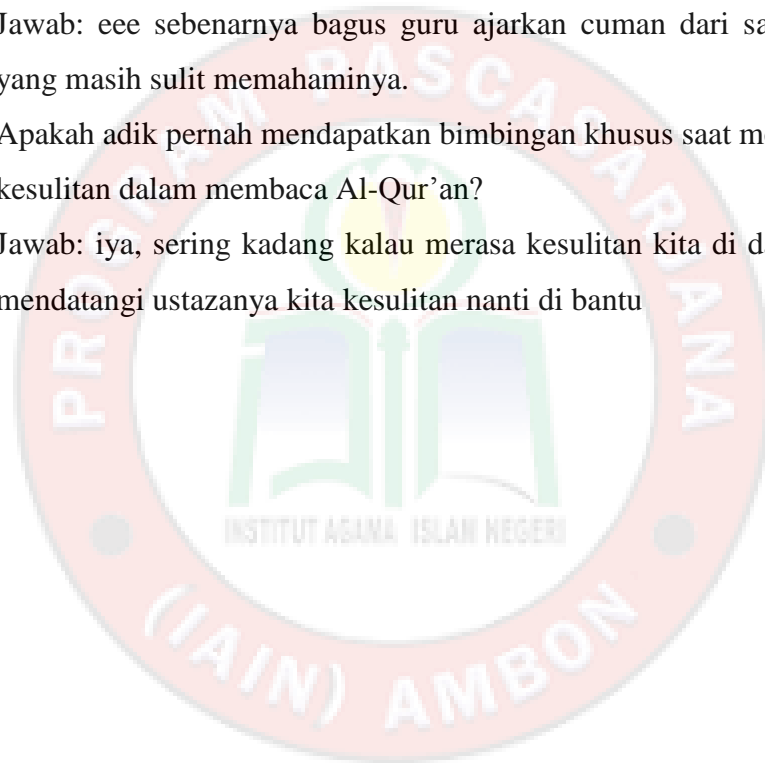 Jawab: eee sebenarnya bagus guru ajarkan cuman dari sa
yang masih sulit memahaminya.
Apakah adik pernah mendapatkan bimbingan khusus saat me
kesulitan dalam membaca Al-Qur’an?
Jawab: iya, sering kadang kalau merasa kesulitan kita di da
mendatangi ustazanya kita kesulitan nanti di bantu
PROGRAM PASCASARJANA
INSTITUT AGAMA ISLAM NEGERI
(IAIN) AMBON